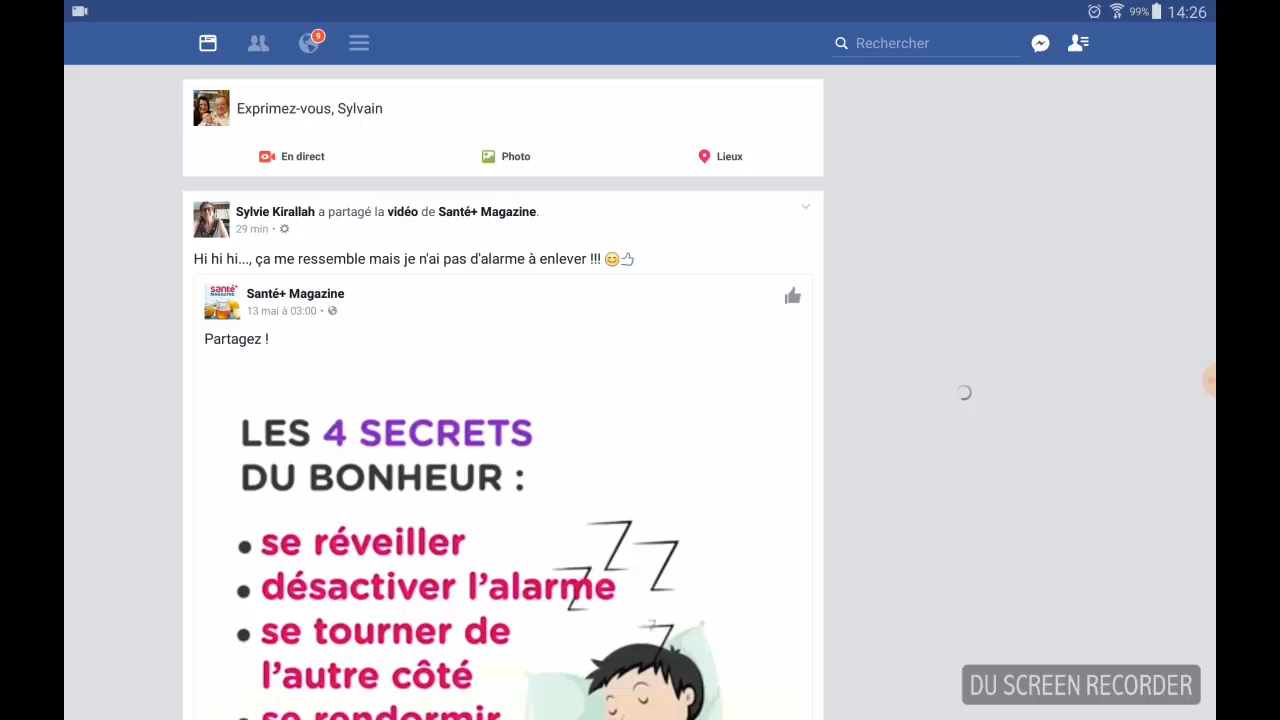 99% 14:26
9
Rechercher
Exprimez-vous, Sylvain
En direct Photo Lieux
Sylvie Kirallah a partagé la vidéo de Santé+ Magazine.
29 min
Hi hi hi..., ça me ressemble mais je n'ai pas d'alarme à enlever !!!
santé+
MAGAZINE
Santé+ Magazine
13 mai à 03:00
Partagez !
LES 4 SECRETS
DU BONHEUR :
• se réveiller
• désactiver l'alarme
• se tourner de
l'autre côté
• se rendormir
DU SCREEN RECORDER